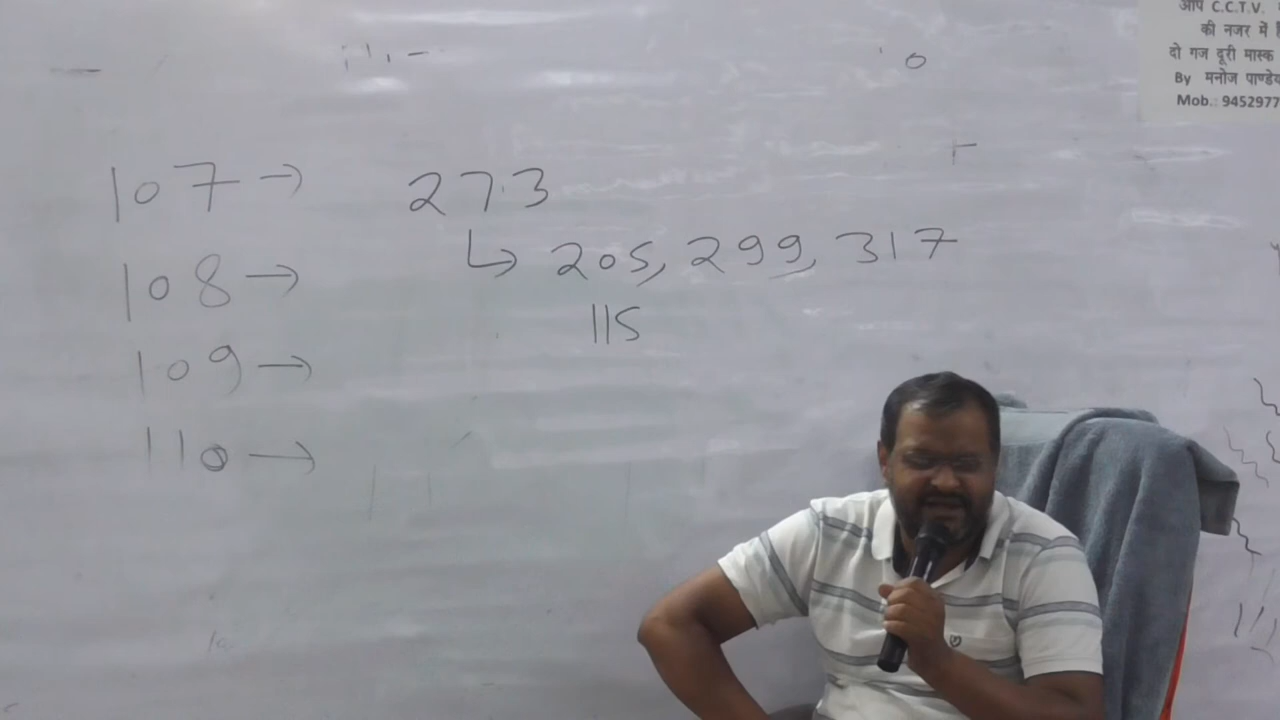 आप C.C.T.V.
की नजर में
दो गज दूरी मास्क
By मनोज पाण्डेय
Mob.: 9452977
107 → 273
↳ 205, 299, 317
108 →
115
109 →
110 →